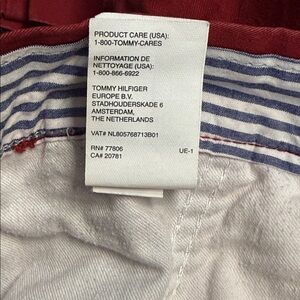 PRODUCT CARE (USA):
1-800-TOMMY-CARES
INFORMATION DE
NETTOYAGE (USA):
1-800-866-6922
TOMMY HILFIGER
EUROPE B.V.
STADHOUDERSKADE 6
AMSTERDAM,
THE NETHERLANDS
VAT# NL805768713B01
RN# 77806 UE-1
CA# 20781